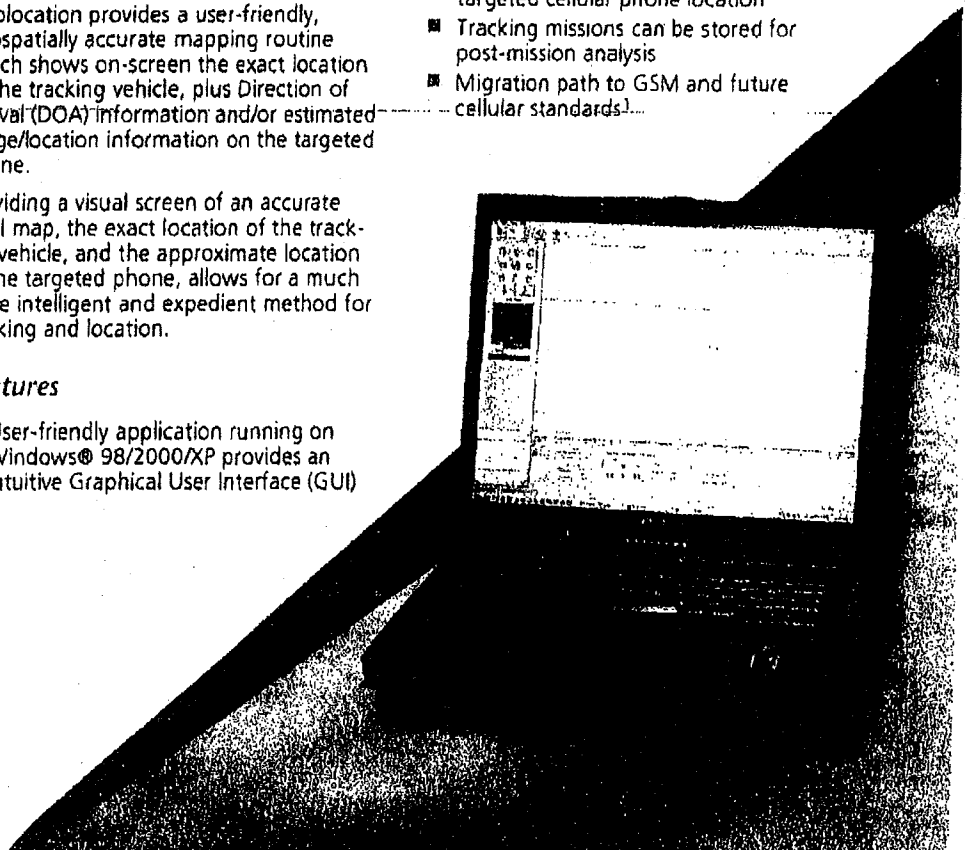 olocation provides a user-friendly,
spatially accurate mapping routine
ch shows on-screen the exact location
he tracking vehicle, plus Direction of
val (DOA) information and/or estimated
ge/location information on the targeted
ne.
viding a visual screen of an accurate
l map, the exact location of the track-
vehicle, and the approximate location
he targeted phone, allows for a much
e intelligent and expedient method for
king and location.
tures
ser-friendly application running on
Windows® 98/2000/XP provides an
ntuitive Graphical User Interface (GUI)
targeted cellular phone location
■ Tracking missions can be stored for
post-mission analysis
■ Migration path to GSM and future
cellular standards¹